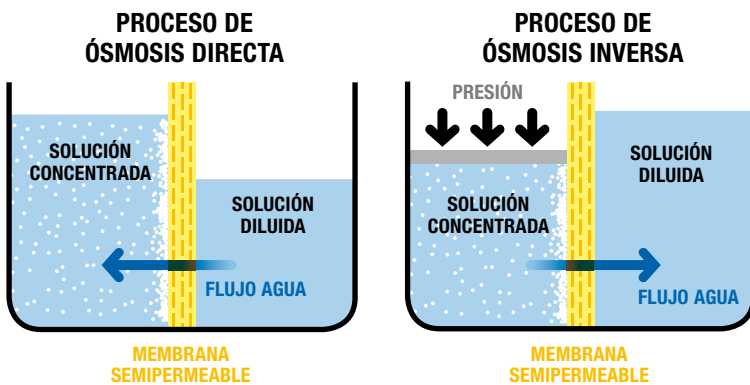 PROCESO DE
ÓSMOSIS DIRECTA
SOLUCIÓN
CONCENTRADA
SOLUCIÓN
DILUIDA
FLUJO AGUA
MEMBRANA
SEMIPERMEABLE
PROCESO DE
ÓSMOSIS INVERSA
PRESIÓN
SOLUCIÓN
DILUIDA
SOLUCIÓN
CONCENTRADA
FLUJO AGUA
MEMBRANA
SEMIPERMEABLE